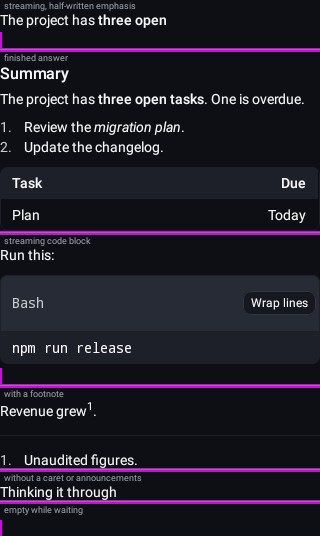 streaming, half-written emphasis
The project has three open
finished answer
Summary
The project has three open tasks. One is overdue.
1. Review the migration plan.
2. Update the changelog.
Task Due
Plan Today
streaming code block
Run this:
Bash Wrap lines
npm run release
with a footnote
Revenue grew¹.
1. Unaudited figures.
without a caret or announcements
Thinking it through
empty while waiting